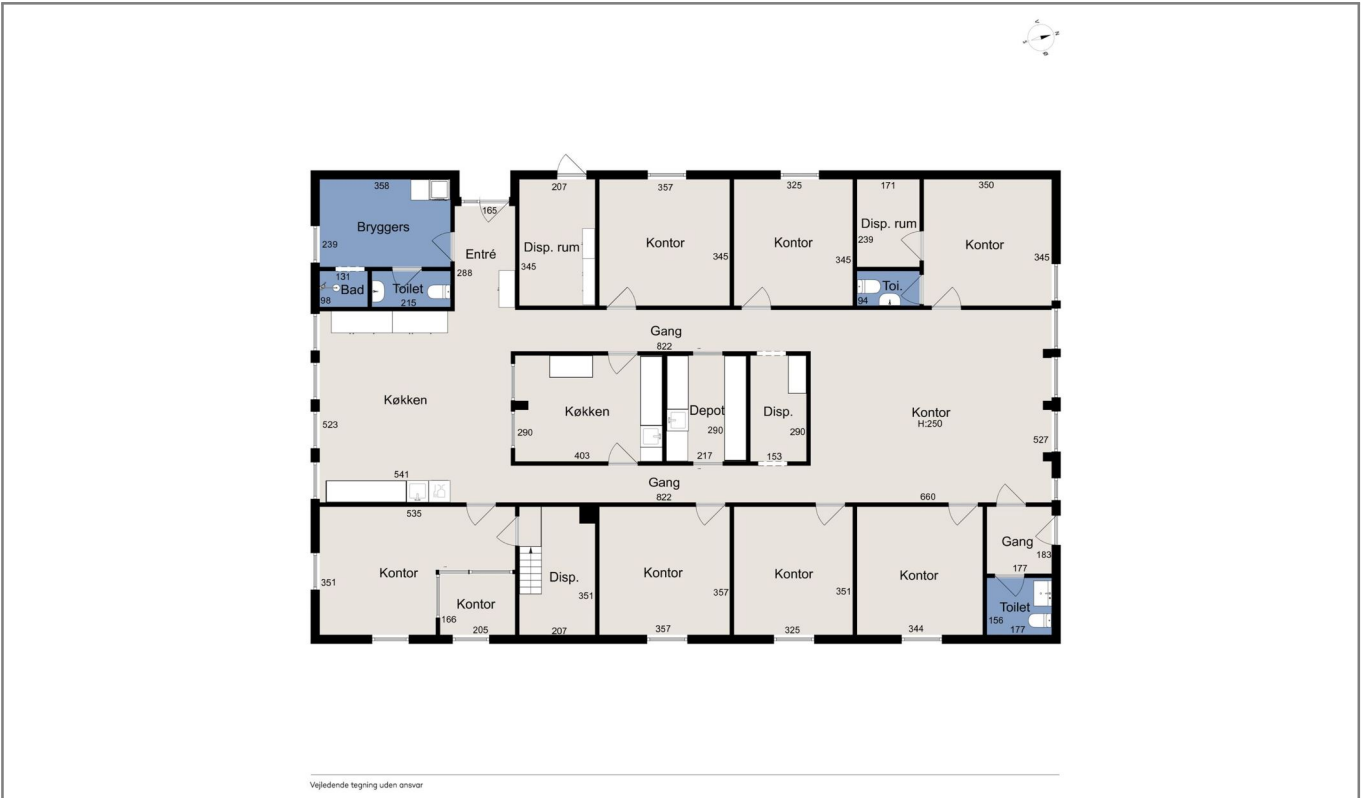 V
N
S
Ø
358
Bryggers
239
131
Bad
98
Toilet
215
165
Entré
288
207
Disp. rum
345
357
Kontor
345
325
Kontor
345
171
Disp. rum
239
Toi.
94
350
Kontor
345
Gang
822
Køkken
523
541
Køkken
290
403
Depot
290
217
Disp.
290
153
Kontor
H:250
527
660
Gang
822
535
Kontor
351
Kontor
166
205
Disp.
351
207
Kontor
357
357
Kontor
351
325
Kontor
344
Gang
183
177
Toilet
156
177
Vejledende tegning uden ansvar